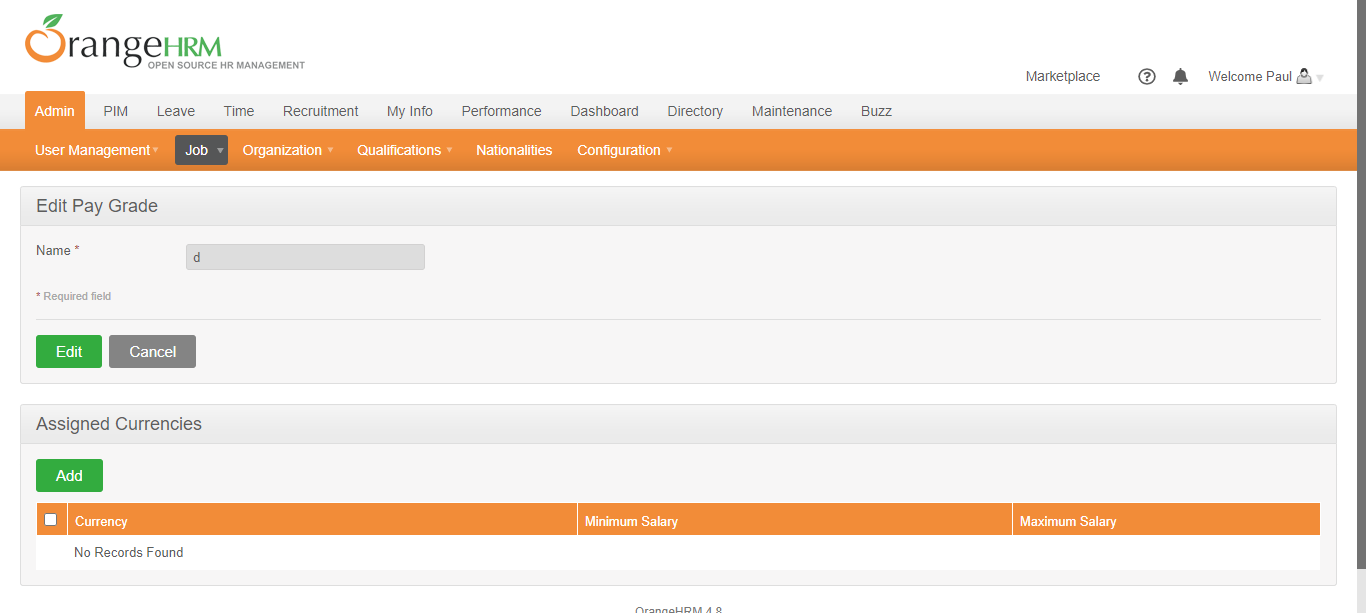 OrangeHRM
OPEN SOURCE HR MANAGEMENT
Marketplace Welcome Paul
Admin PIM Leave Time Recruitment My Info Performance Dashboard Directory Maintenance Buzz
User Management Job Organization Qualifications Nationalities Configuration
Edit Pay Grade
Name * d
* Required field
Edit Cancel
Assigned Currencies
Add
Currency Minimum Salary Maximum Salary
No Records Found
OrangeHRM 4.8